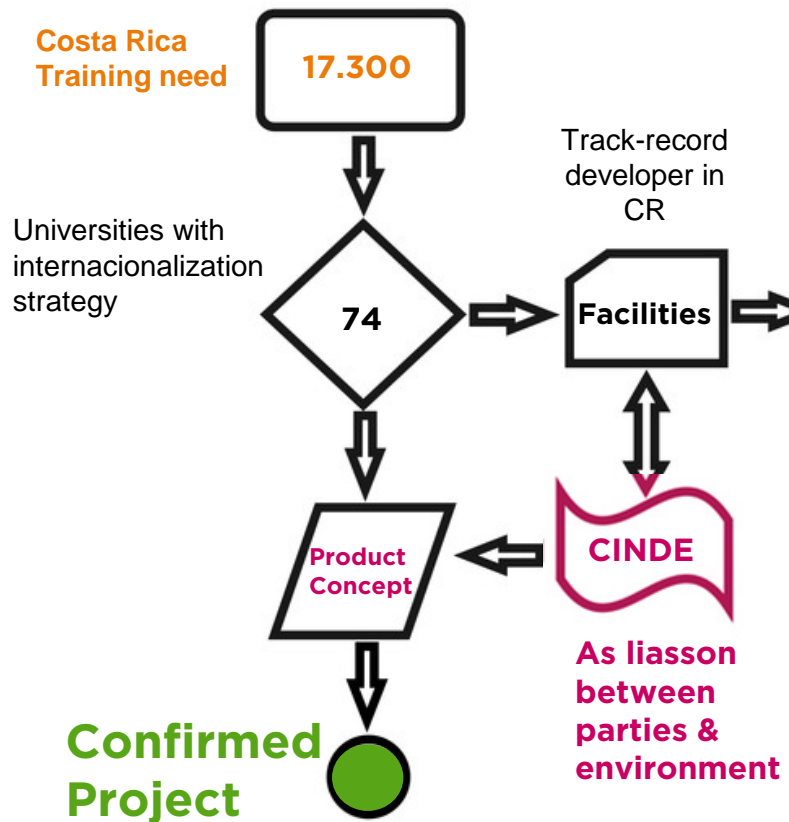 Costa Rica
Training need
17.300
Track-record
developer in
CR
Universities with
internacionalization
strategy
74
Facilities
Product
Concept
CINDE
As liasson
between
parties &
environment
Confirmed
Project